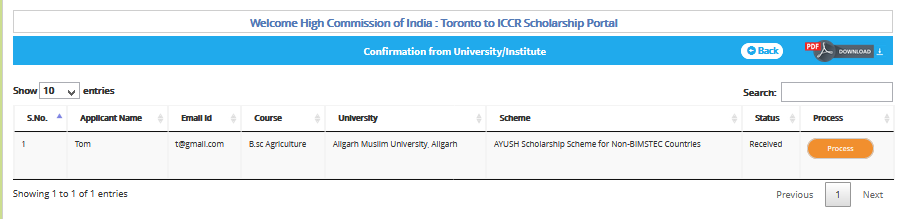 Welcome High Commission of India : Toronto to ICCR Scholarship Portal
Confirmation from University/Institute Back PDF DOWNLOAD
Show 10 entries Search:
S.No. Applicant Name Email Id Course University Scheme Status Process
1 Tom t@gmail.com B.sc Agriculture Aligarh Muslim University, Aligarh AYUSH Scholarship Scheme for Non-BIMSTEC Countries Received Process
Showing 1 to 1 of 1 entries Previous 1 Next